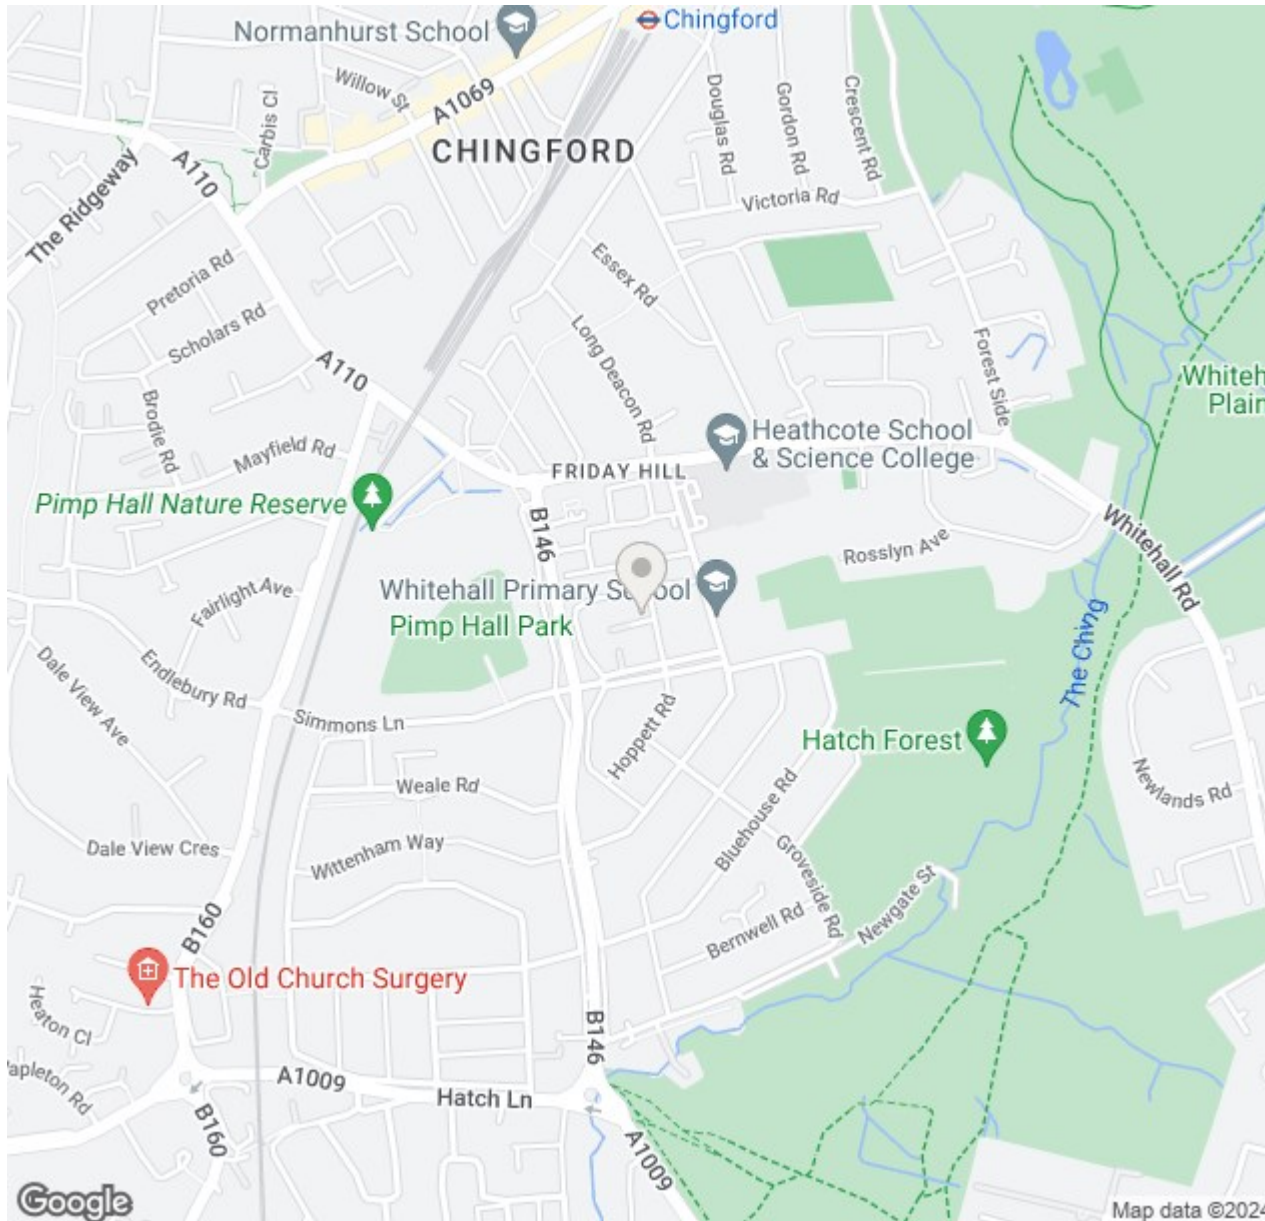 Chingford
Normanhurst School
Willow St
A1069
Carbis Cl
CHINGFORD
Douglas Rd
Gordon Rd
Crescent Rd
A110
The Ridgeway
Victoria Rd
Pretoria Rd
Essex Rd
Scholars Rd
Long Deacon Rd
Forest Side
A110
Whiteh
Plain
Brodie Rd
Mayfield Rd
Heathcote School
& Science College
FRIDAY HILL
Pimp Hall Nature Reserve
B146
Whitehall Rd
Rosslyn Ave
Fairlight Ave
Whitehall Primary School
Pimp Hall Park
The Ching
Endlebury Rd
Dale View Ave
Simmons Ln
Hoppett Rd
Hatch Forest
Weale Rd
Newlands Rd
Bluehouse Rd
Dale View Cres
Wittenham Way
Groveside Rd
Newgate St
B160
Bernwell Rd
The Old Church Surgery
Heaton Cl
B146
A1009
Hatch Ln
apleton Rd
B160
A1009
Google
Map data ©2024